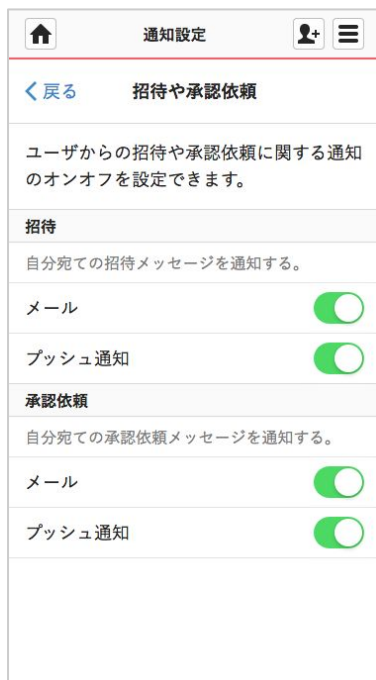 通知設定
戻る
招待や承認依頼
ユーザからの招待や承認依頼に関する通知
のオンオフを設定できます。
招待
自分宛ての招待メッセージを通知する。
メール
プッシュ通知
承認依頼
自分宛ての承認依頼メッセージを通知する。
メール
プッシュ通知